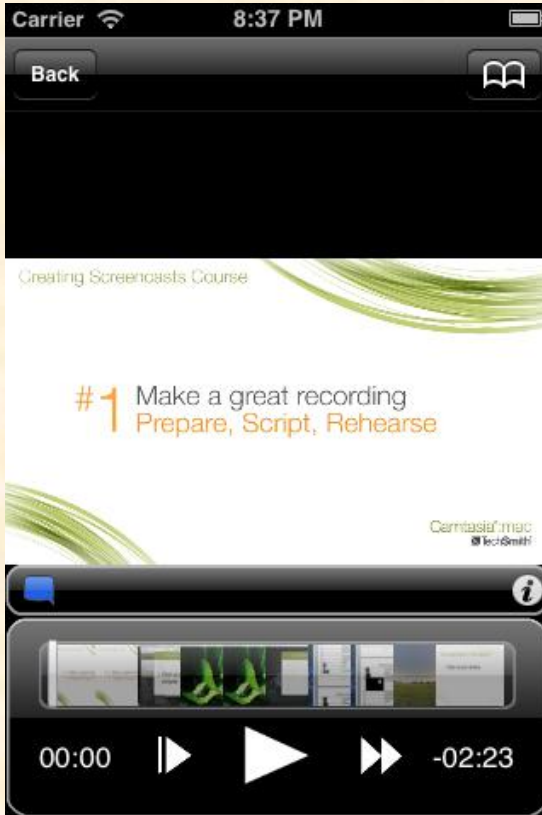 Carrier 8:37 PM
Back
Creating Screencasts Course
#1 Make a great recording
Prepare, Script, Rehearse
Camtasia:mac
TechSmith
00:00 -02:23